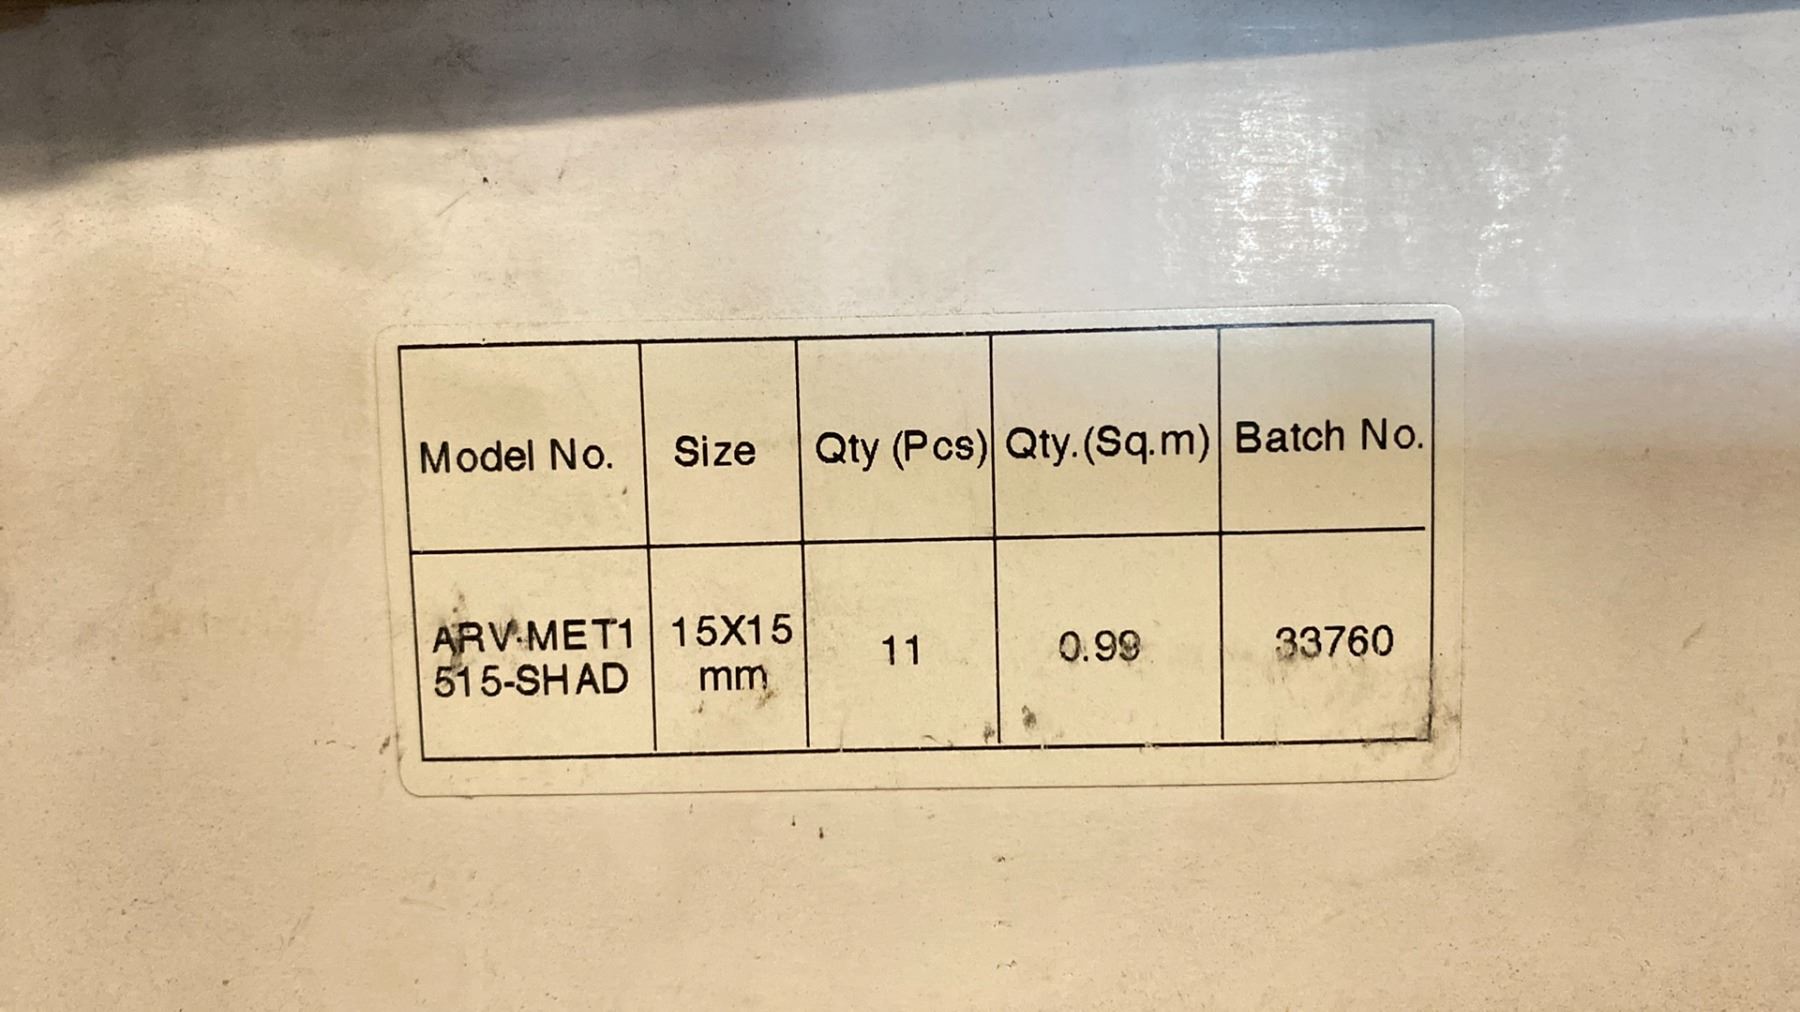 Model No. Size Qty (Pcs) Qty.(Sq.m) Batch No.
ARV-MET1 15X15 11 0.99 33760
515-SHAD mm